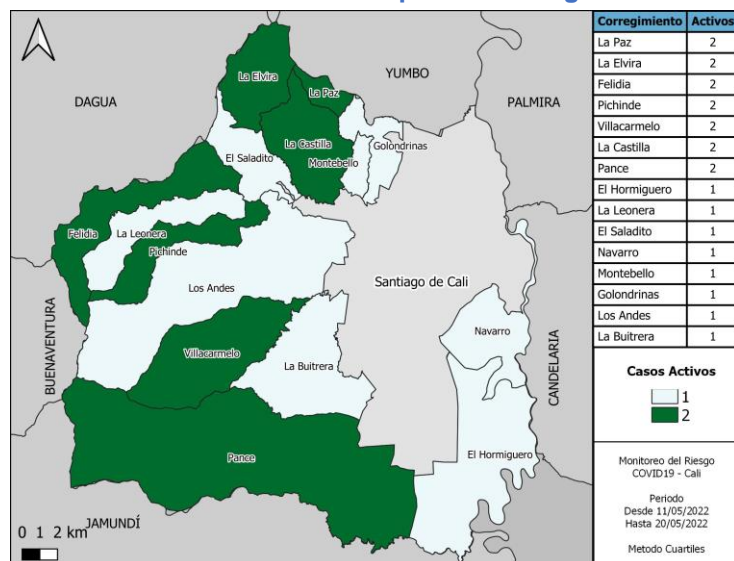 Corregimiento Activos
La Paz 2
La Elvira 2
Felidia 2
Pichinde 2
Villacarmelo 2
La Castilla 2
Pance 2
El Hormiguero 1
La Leonera 1
El Saladito 1
Navarro 1
Montebello 1
Golondrinas 1
Los Andes 1
La Buitrera 1
Casos Activos
1
2
Monitoreo del Riesgo
COVID19 - Cali
Periodo
Desde 11/05/2022
Hasta 20/05/2022
Metodo Cuartiles
YUMBO
DAGUA
PALMIRA
La Elvira
La Paz
La Castilla
Golondrinas
El Saladito
Montebello
Felidia
La Leonera
Pichinde
Los Andes
Santiago de Cali
Navarro
BUENAVENTURA
CANDELARIA
Villacarmelo
La Buitrera
Pance
El Hormiguero
JAMUNDÍ
0 1 2 km